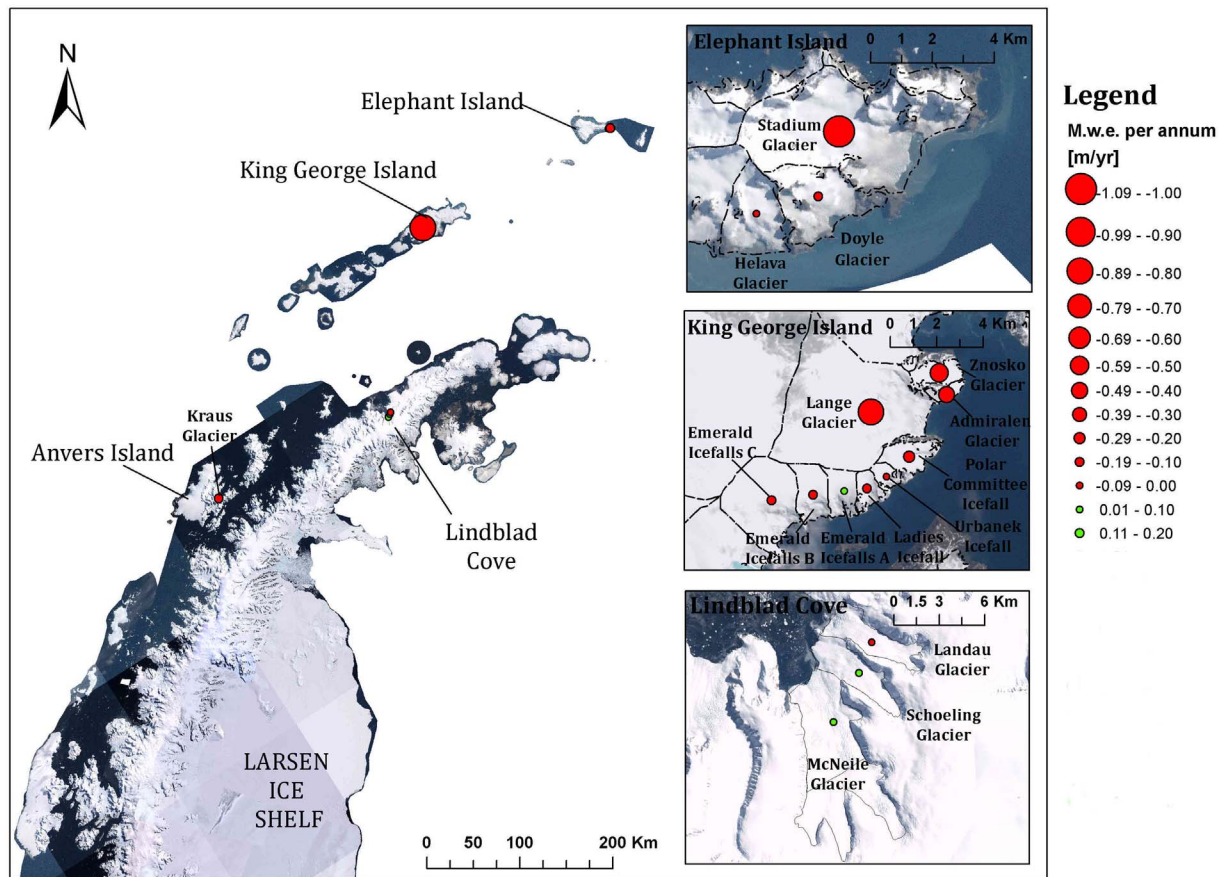 N
Elephant Island
King George Island
Kraus
Glacier
Anvers Island
Lindblad
Cove
LARSEN
ICE
SHELF
0 50 100 200 Km
Elephant Island
0 1 2 4 Km
Stadium
Glacier
Doyle
Glacier
Helava
Glacier
King George Island
0 1 2 4 Km
Znosko
Glacier
Lange
Glacier
Admiralen
Glacier
Emerald
Icefalls C
Polar
Committee
Icefall
Urbanek
Icefall
Emerald
Icefalls B
Emerald
Icefalls A
Ladies
Icefall
Lindblad Cove
0 1.5 3 6 Km
Landau
Glacier
Schoeling
Glacier
McNeile
Glacier
Legend
M.w.e. per annum
[m/yr]
-1.09 - -1.00
-0.99 - -0.90
-0.89 - -0.80
-0.79 - -0.70
-0.69 - -0.60
-0.59 - -0.50
-0.49 - -0.40
-0.39 - -0.30
-0.29 - -0.20
-0.19 - -0.10
-0.09 - 0.00
0.01 - 0.10
0.11 - 0.20